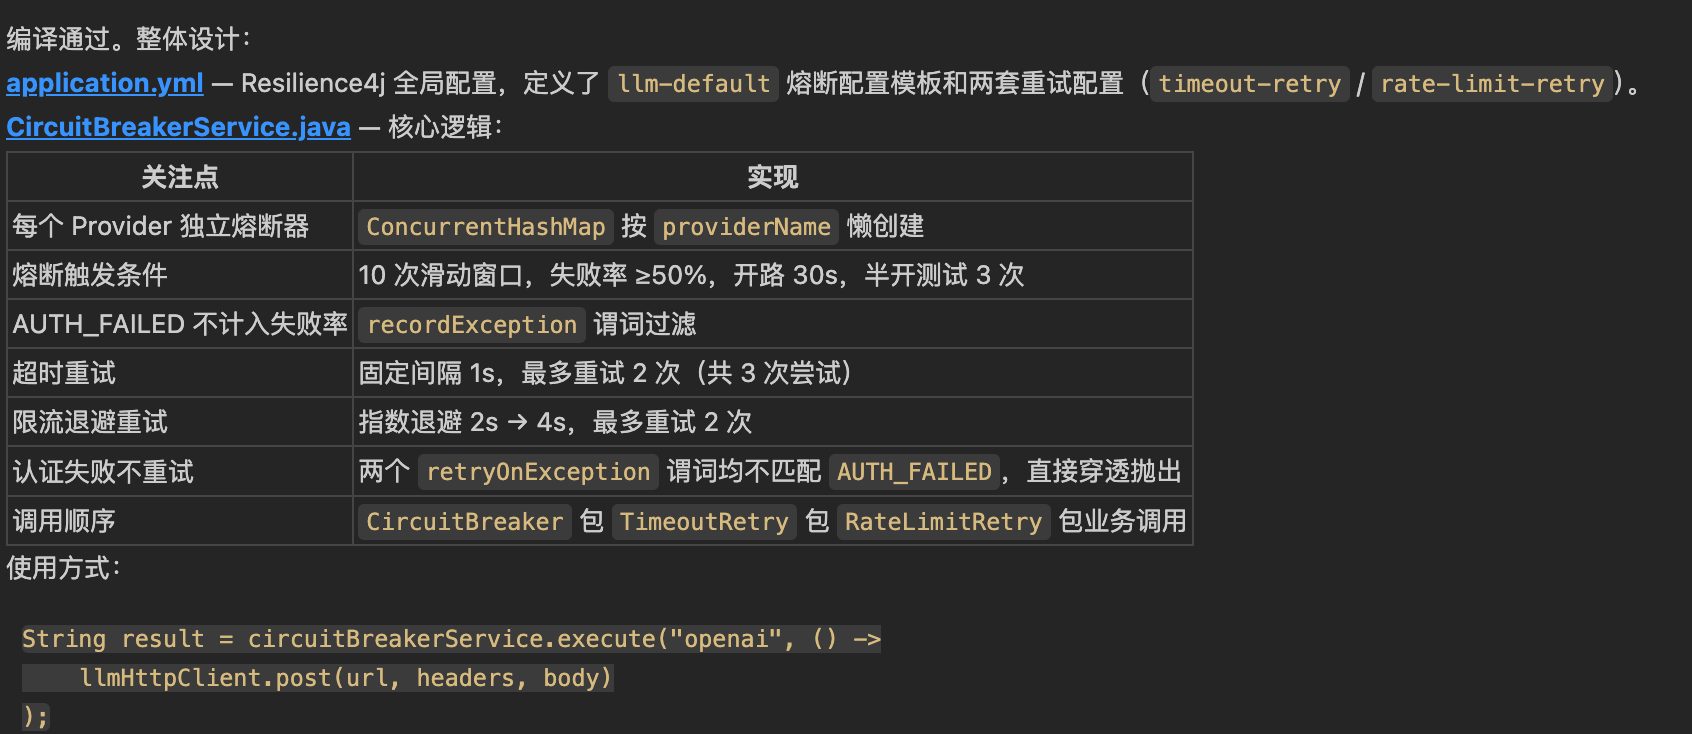 编译通过。整体设计：
application.yml — Resilience4j 全局配置，定义了 llm-default 熔断配置模板和两套重试配置（timeout-retry / rate-limit-retry）。
CircuitBreakerService.java — 核心逻辑：
关注点 实现
每个 Provider 独立熔断器 ConcurrentHashMap 按 providerName 懒创建
熔断触发条件 10 次滑动窗口，失败率 ≥50%，开路 30s，半开测试 3 次
AUTH_FAILED 不计入失败率 recordException 谓词过滤
超时重试 固定间隔 1s，最多重试 2 次（共 3 次尝试）
限流退避重试 指数退避 2s → 4s，最多重试 2 次
认证失败不重试 两个 retryOnException 谓词均不匹配 AUTH_FAILED，直接穿透抛出
调用顺序 CircuitBreaker 包 TimeoutRetry 包 RateLimitRetry 包业务调用
使用方式：
String result = circuitBreakerService.execute("openai", () ->
    llmHttpClient.post(url, headers, body)
);